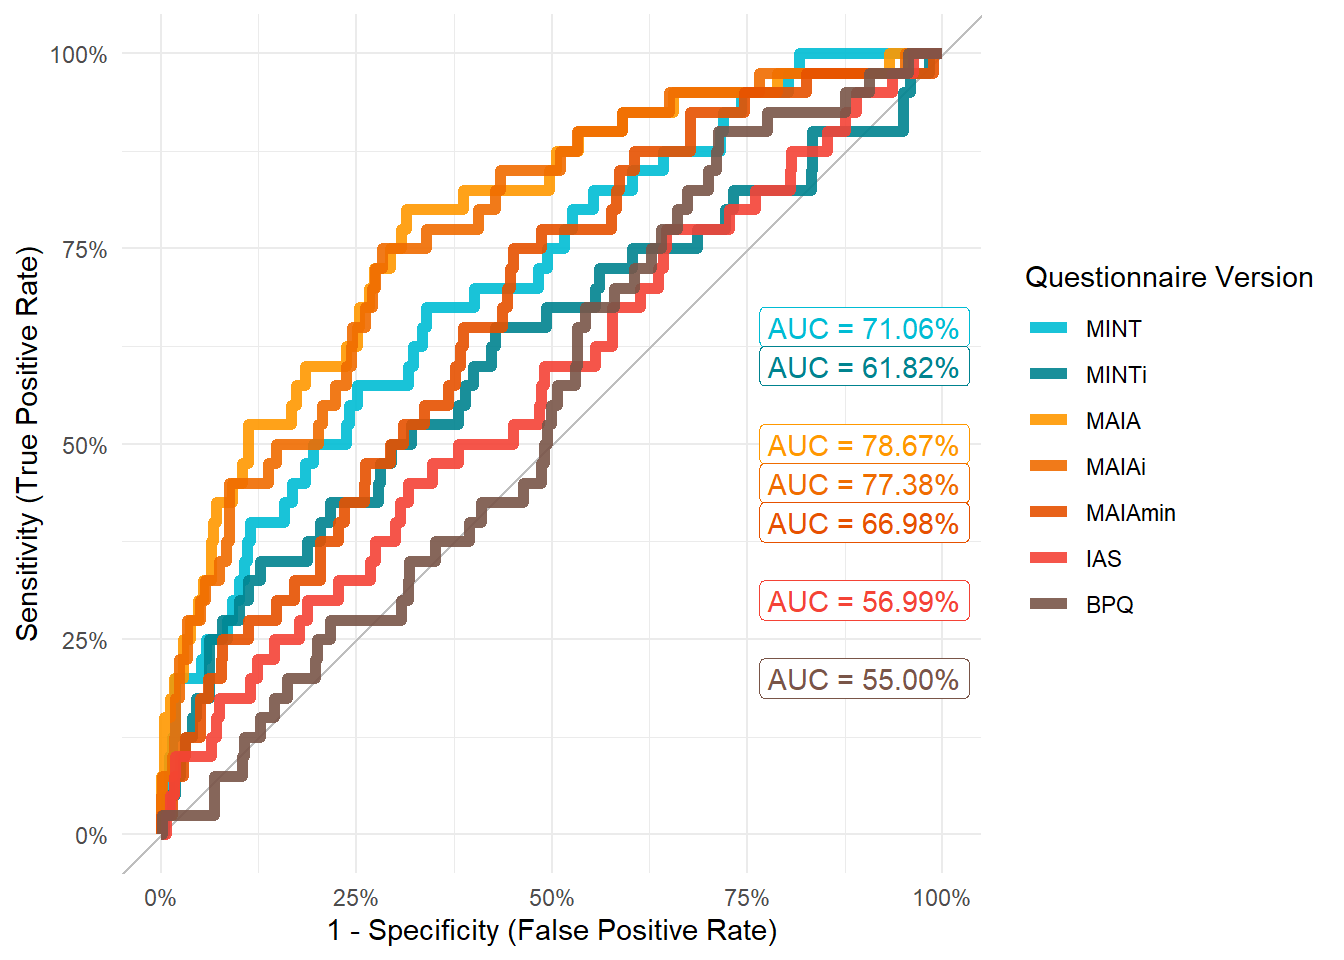 100%
75%
50%
25%
0%
0%
25%
50%
75%
100%
Sensitivity (True Positive Rate)
1 - Specificity (False Positive Rate)
AUC = 71.06%
AUC = 61.82%
AUC = 78.67%
AUC = 77.38%
AUC = 66.98%
AUC = 56.99%
AUC = 55.00%
Questionnaire Version
MINT
MINTi
MAIA
MAIAi
MAIAmin
IAS
BPQ